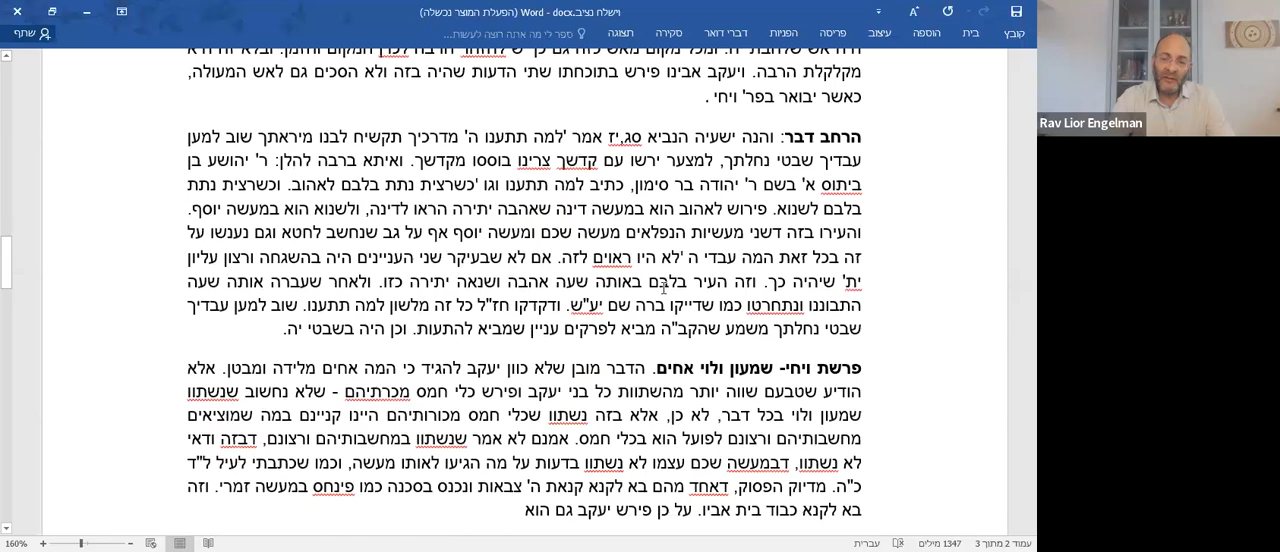 וישלח נציב.docx - Word (הפעלת המוצר נכשלה)
קובץ בית הוספה עיצוב פריסה הפניות דברי דואר סקירה תצוגה ספר לי מה אתה רוצה לעשות... שתף
מקלקלת הרבה. ויעקב אבינו פירש בתוכחתו שתי הדעות שהיה בזה ולא הסכים גם לאש המעולה,
כאשר יבואר בפר' ויחי .
הרחב דבר: והנה ישעיה הנביא סג,יז אמר 'למה תתענו ה' מדרכיך תקשיח לבנו מיראתך שוב למען
עבדיך שבטי נחלתך, למצער ירשו עם קדשך צרינו בוססו מקדשך. ואיתא ברבה להלן: ר' יהושע בן
ביתוס א' בשם ר' יהודה בר סימון, כתיב למה תתענו וגו 'כשרצית נתת בלבם לאהוב. וכשרצית נתת
בלבם לשנוא. פירוש לאהוב הוא במעשה דינה שאהבה יתירה הראו לדינה, ולשנוא הוא במעשה יוסף.
והעירו בזה דשני מעשיות הנפלאים מעשה שכם ומעשה יוסף אף על גב שנחשב לחטא וגם נענשו על
זה בכל זאת המה עבדי ה 'לא היו ראוים לזה. אם לא שבעיקר שני העניינים היה בהשגחה ורצון עליון
ית' שיהיה כך. וזה העיר בלבם באותה שעה אהבה ושנאה יתירה כזו. ולאחר שעברה אותה שעה
התבוננו ונתחרטו כמו שדייקו ברה שם יע"ש. ודקדקו חז"ל כל זה מלשון למה תתענו. שוב למען עבדיך
שבטי נחלתך משמע שהקב"ה מביא לפרקים עניין שמביא להתעות. וכן היה בשבטי יה.
פרשת ויחי- שמעון ולוי אחים. הדבר מובן שלא כוון יעקב להגיד כי המה אחים מלידה ומבטן. אלא
הודיע שטבעם שווה יותר מהשתוות כל בני יעקב ופירש כלי חמס מכרתיהם - שלא נחשוב שנשתוו
שמעון ולוי בכל דבר, לא כן, אלא בזה נשתוו שכלי חמס מכורותיהם היינו קניינם במה שמוציאים
מחשבותיהם ורצונם לפועל הוא בכלי חמס. אמנם לא אמר שנשתוו במחשבותיהם ורצונם, דבזה ודאי
לא נשתוו, דבמעשה שכם עצמו לא נשתוו בדעות על מה הגיעו לאותו מעשה, וכמו שכתבתי לעיל ל"ד
כ"ה. מדיוק הפסוק, דאחד מהם בא לקנא קנאת ה' צבאות ונכנס בסכנה כמו פינחס במעשה זמרי. וזה
בא לקנא כבוד בית אביו. על כן פירש יעקב גם הוא
עמוד 2 מתוך 3 1347 מילים עברית 160%
Rav Lior Engelman